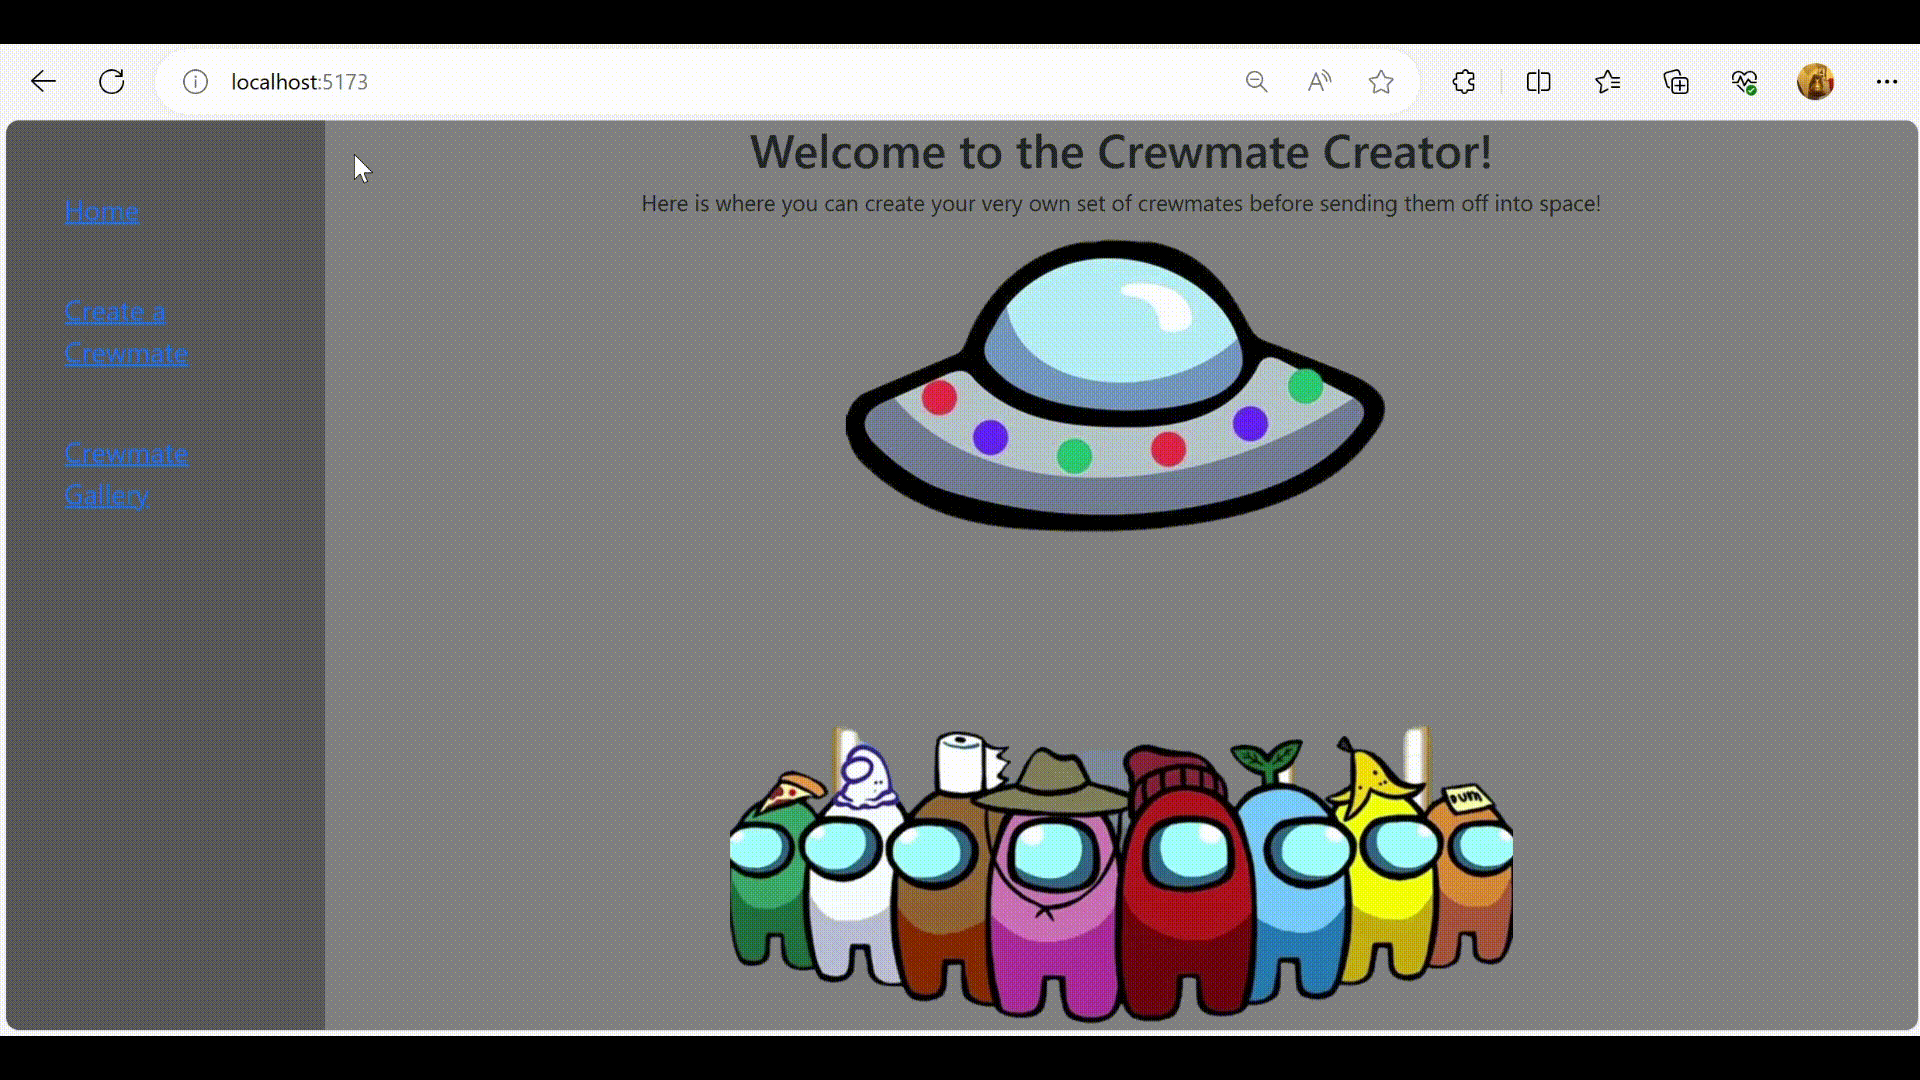 localhost:5173
Welcome to the Crewmate Creator!
Here is where you can create your very own set of crewmates before sending them off into space!
Home
Create a
Crewmate
Crewmate
Gallery
DUM